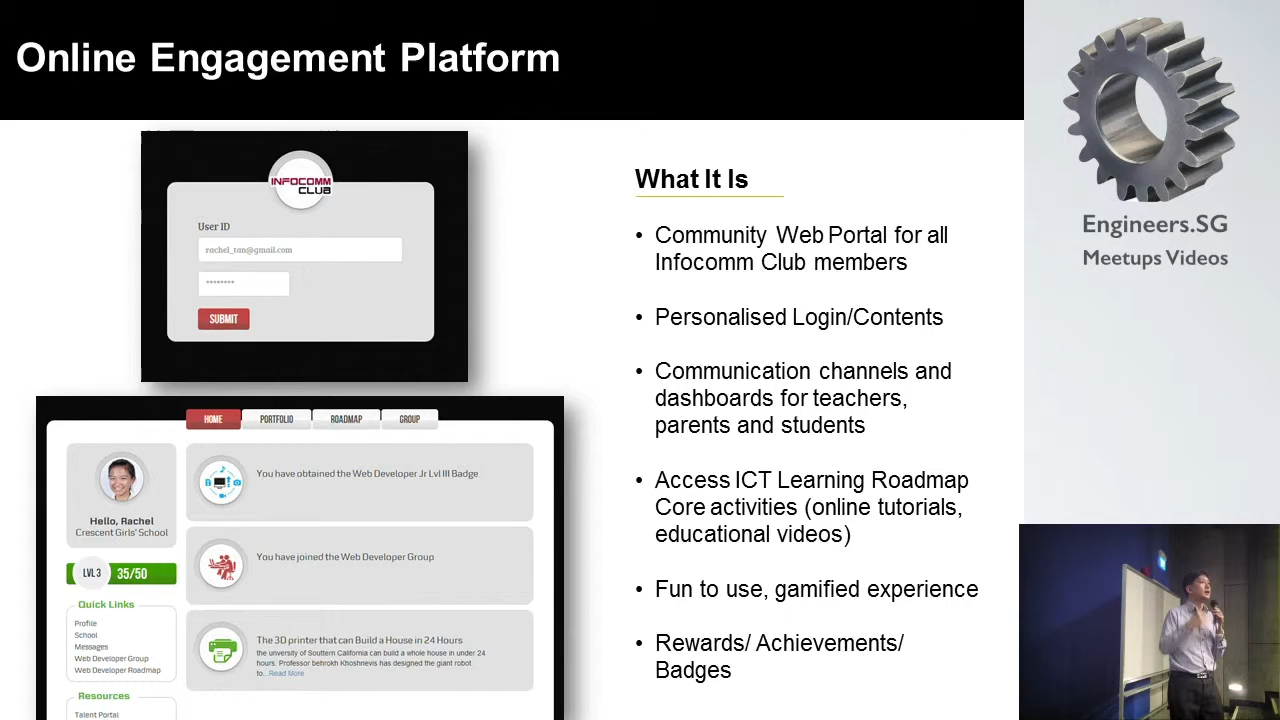 Online Engagement Platform
INFOCOMM
CLUB
User ID
rachel_tan@gmail.com
********
SUBMIT
HOME
PORTFOLIO
ROADMAP
GROUP
Hello, Rachel
Crescent Girls' School
LVL 3
35/50
Quick Links
Profile
School
Messages
Web Developer Group
Web Developer Roadmap
Resources
Talent Portal
You have obtained the Web Developer Jr Lvl III Badge
You have joined the Web Developer Group
The 3D printer that can Build a House in 24 Hours
the unversity of Souttern California can build a whole house in under 24
hours. Professor behrokh Khoshnevis has designed the giant robot
to...Read More
What It Is
• Community Web Portal for all
Infocomm Club members
• Personalised Login/Contents
• Communication channels and
dashboards for teachers,
parents and students
• Access ICT Learning Roadmap
Core activities (online tutorials,
educational videos)
• Fun to use, gamified experience
• Rewards/ Achievements/
Badges
Engineers.SG
Meetups Videos